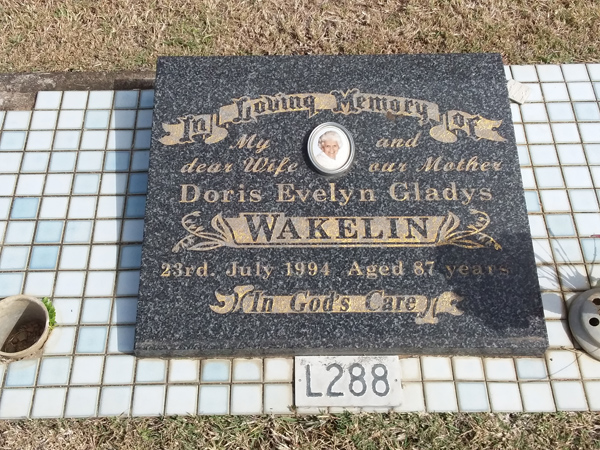 In Loving Memory of
My and
dear Wife our Mother
Doris Evelyn Gladys
WAKELIN
23rd. July 1994 Aged 87 years
In God's Care
L288